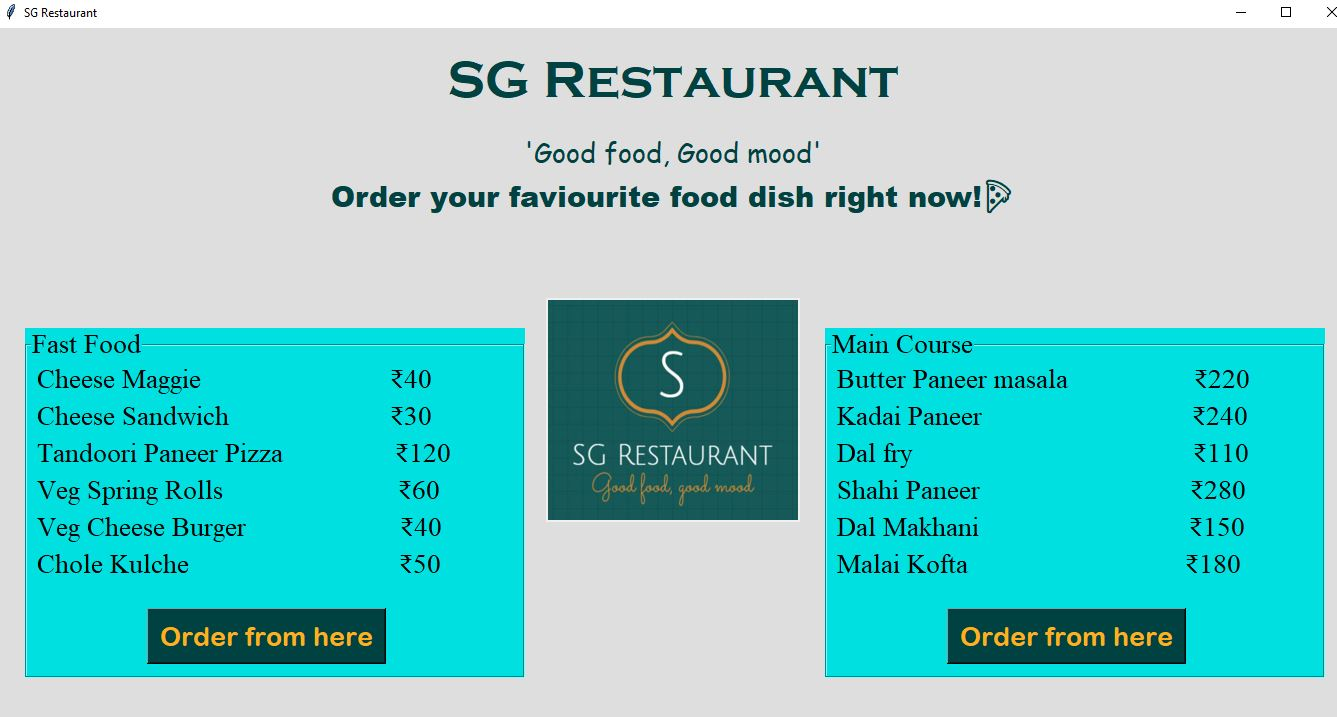 SG Restaurant
SG Restaurant
'Good food, Good mood'
Order your faviourite food dish right now!
Fast Food
Cheese Maggie ₹40
Cheese Sandwich ₹30
Tandoori Paneer Pizza ₹120
Veg Spring Rolls ₹60
Veg Cheese Burger ₹40
Chole Kulche ₹50
Order from here
S
SG Restaurant
Good food, good mood
Main Course
Butter Paneer masala ₹220
Kadai Paneer ₹240
Dal fry ₹110
Shahi Paneer ₹280
Dal Makhani ₹150
Malai Kofta ₹180
Order from here